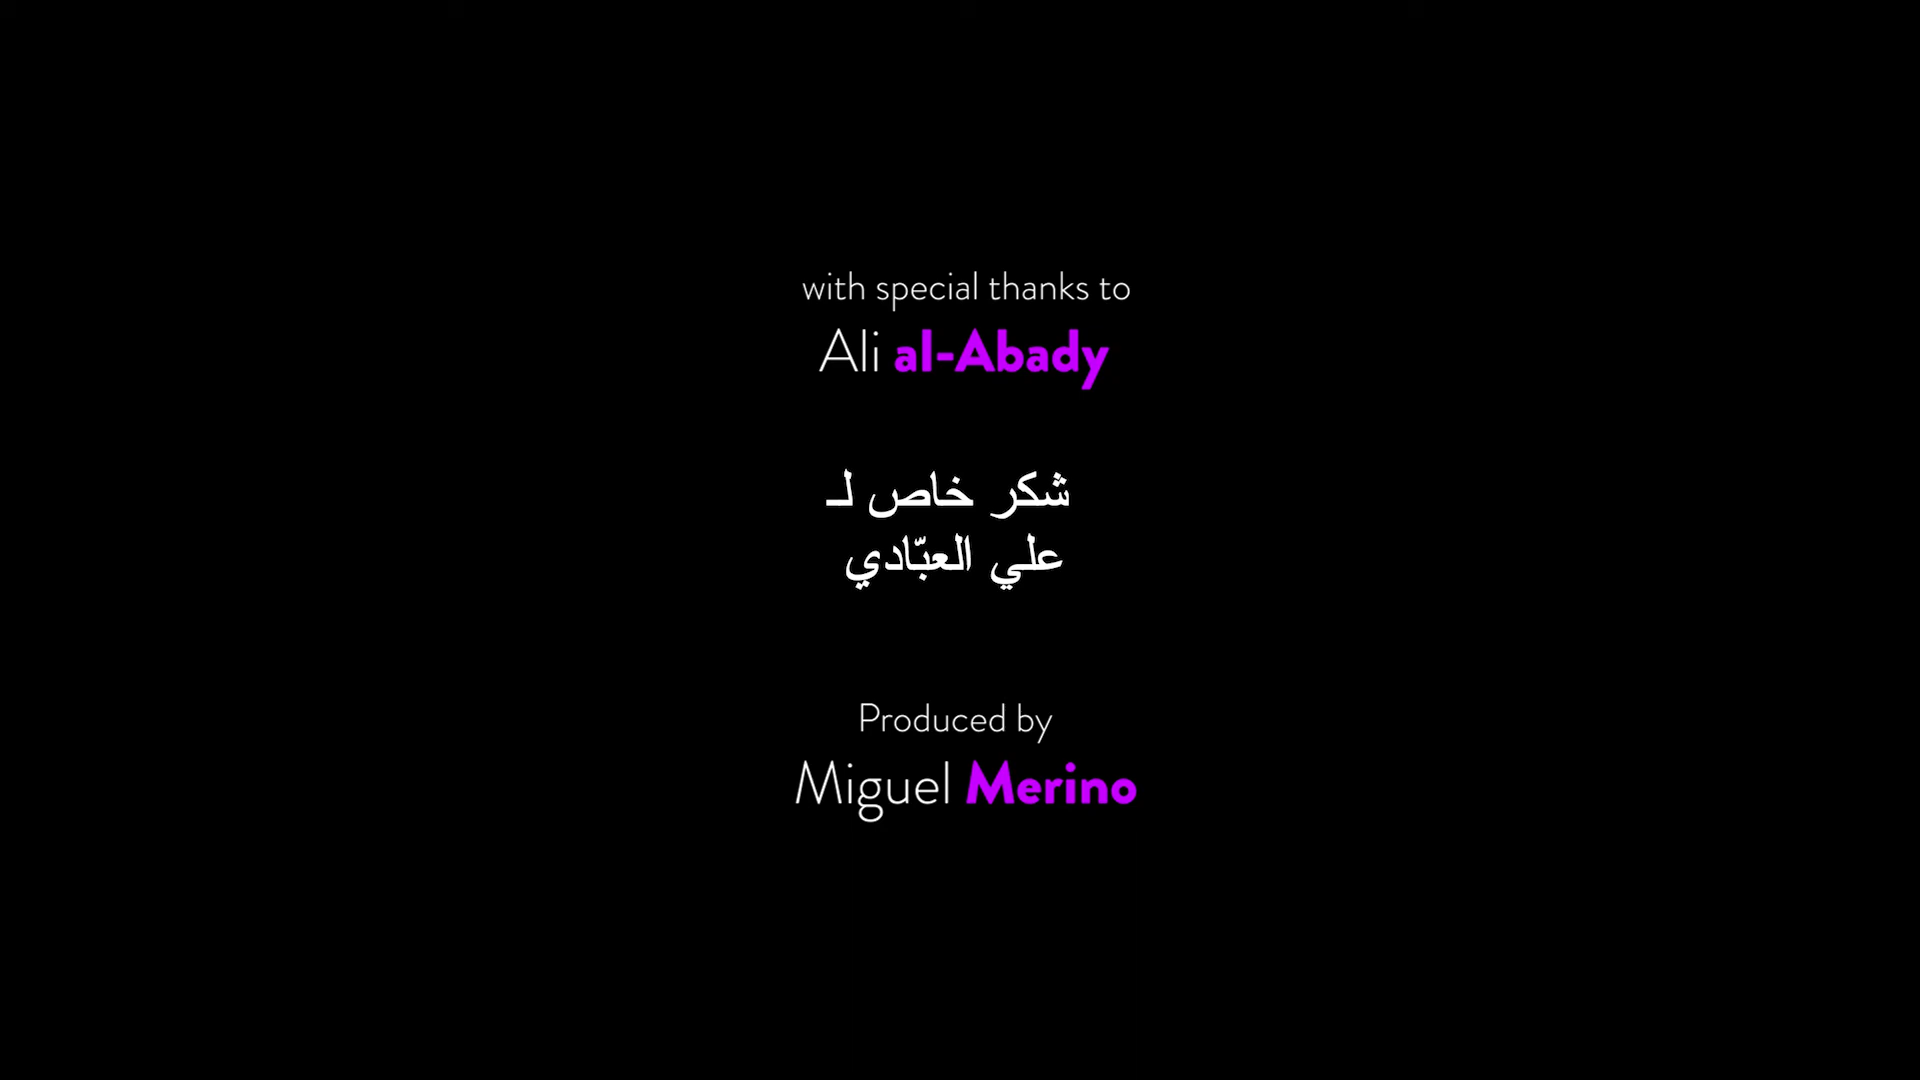 with special thanks to
Ali al-Abady
شكر خاص لـ
علي العبّادي
Produced by
Miguel Merino